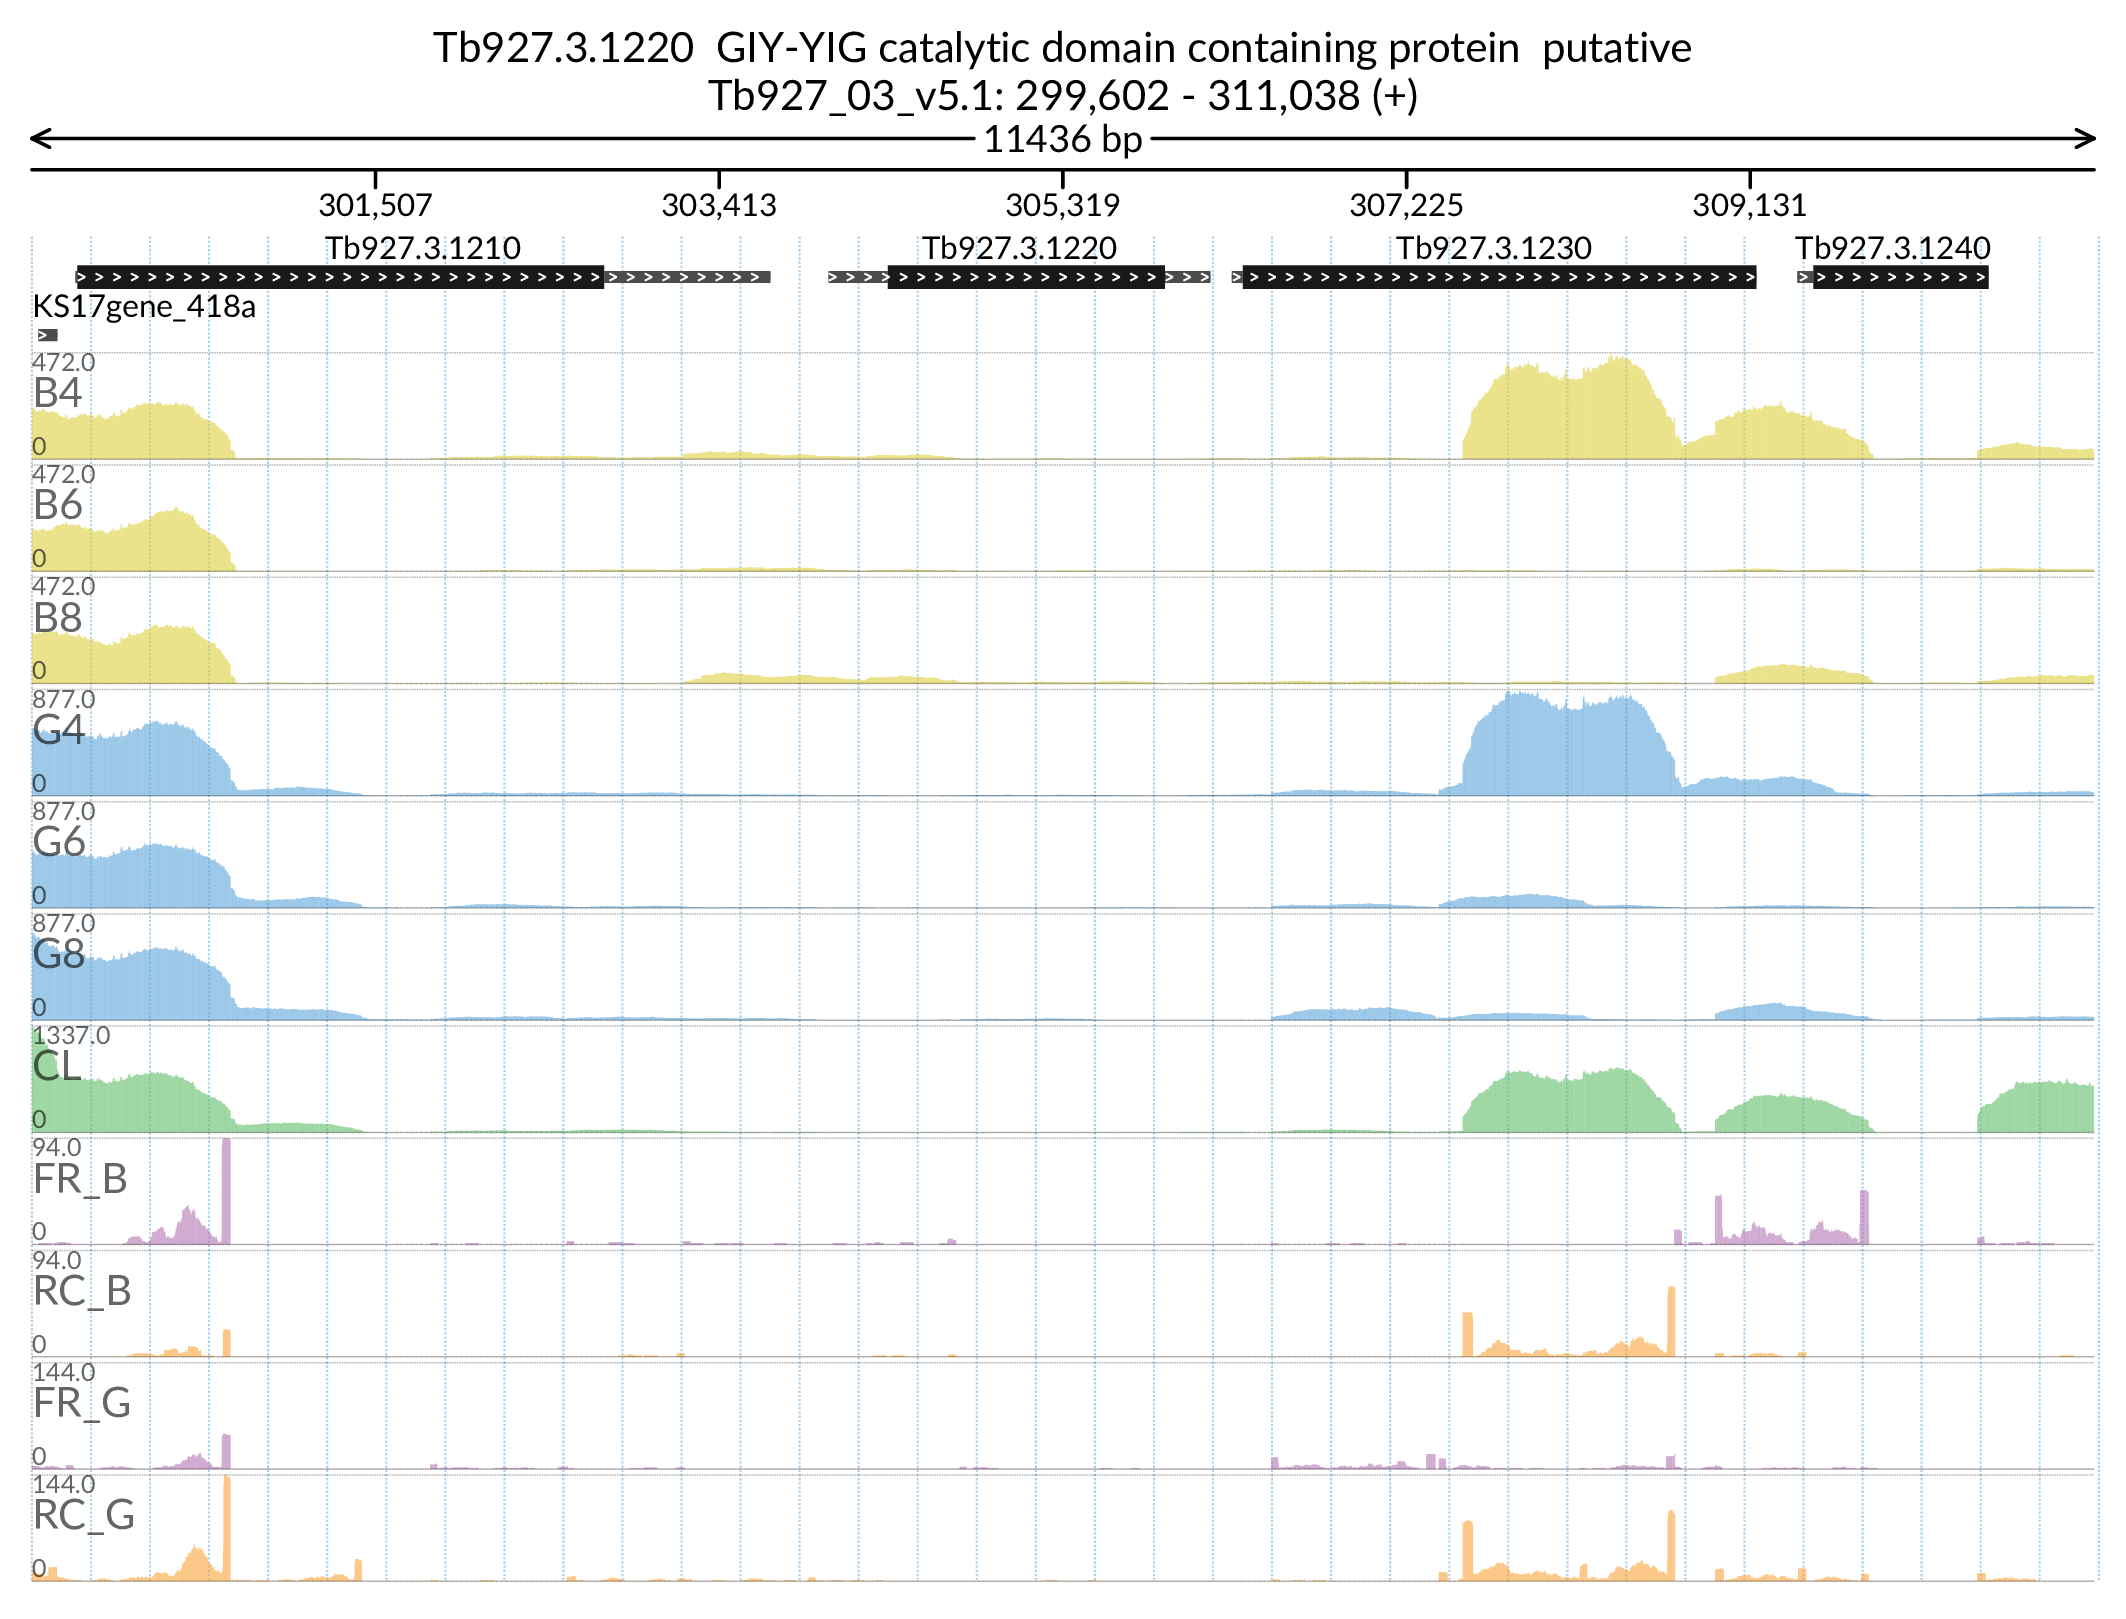 Tb927.3.1220  GIY-YIG catalytic domain containing protein  putative
Tb927_03_v5.1: 299,602 - 311,038 (+)
11436 bp
301,507 303,413 305,319 307,225 309,131
Tb927.3.1210 Tb927.3.1220 Tb927.3.1230 Tb927.3.1240
KS17gene_418a
472.0
B4
0
472.0
B6
0
472.0
B8
0
877.0
G4
0
877.0
G6
0
877.0
G8
0
1337.0
CL
0
94.0
FR_B
0
94.0
RC_B
0
144.0
FR_G
0
144.0
RC_G
0